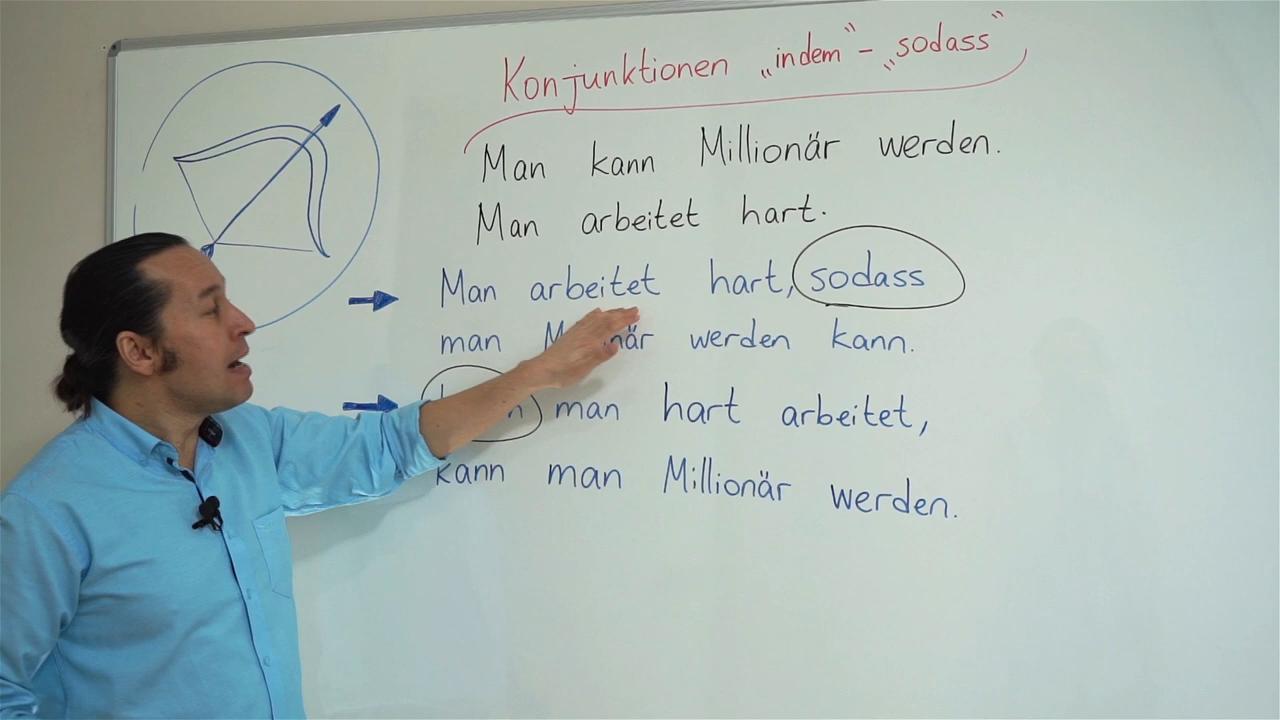 Konjunktionen „indem" - „sodass"
Man kann Millionär werden.
Man arbeitet hart.
Man arbeitet hart, sodass
man werden kann.
man hart arbeitet,
kann man Millionär werden.